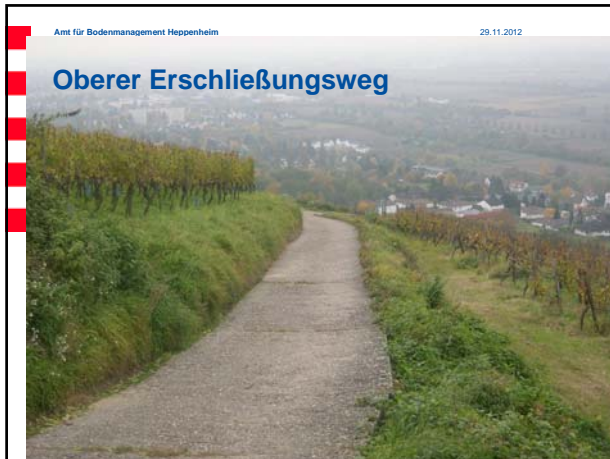 Amt für Bodenmanagement Heppenheim 29.11.2012
Oberer Erschließungsweg